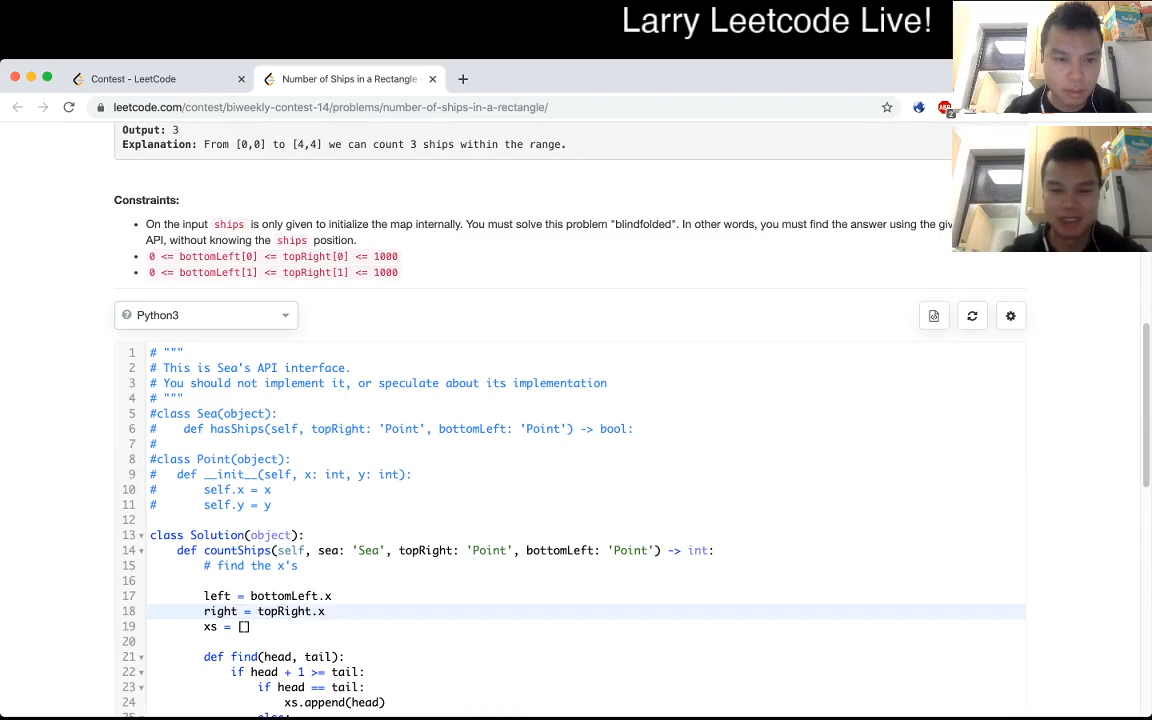 Larry Leetcode Live!
Contest - LeetCode
Number of Ships in a Rectangle
leetcode.com/contest/biweekly-contest-14/problems/number-of-ships-in-a-rectangle/
Output: 3
Explanation: From [0,0] to [4,4] we can count 3 ships within the range.
Constraints:
On the input ships is only given to initialize the map internally. You must solve this problem "blindfolded". In other words, you must find the answer using the
API, without knowing the ships position.
0 <= bottomLeft[0] <= topRight[0] <= 1000
0 <= bottomLeft[1] <= topRight[1] <= 1000
Python3
1 # """
2 # This is Sea's API interface.
3 # You should not implement it, or speculate about its implementation
4 # """
5 #class Sea(object):
6 #    def hasShips(self, topRight: 'Point', bottomLeft: 'Point') -> bool:
7 #
8 #class Point(object):
9 #   def __init__(self, x: int, y: int):
10 #       self.x = x
11 #       self.y = y
12
13 class Solution(object):
14     def countShips(self, sea: 'Sea', topRight: 'Point', bottomLeft: 'Point') -> int:
15         # find the x's
16
17         left = bottomLeft.x
18         right = topRight.x
19         xs = []
20
21         def find(head, tail):
22             if head + 1 >= tail:
23                 if head == tail:
24                     xs.append(head)
25                 else: